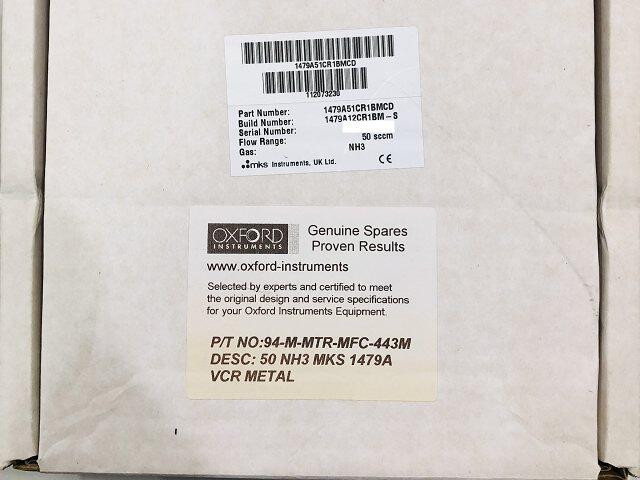 1479A51CR1BMCD
112073230
Part Number: 1479A51CR1BMCD
Build Number: 1479A12CR1BM-S
Serial Number:
Flow Range: 50 sccm
Gas: NH3
mks Instruments, UK Ltd. CE
OXFORD
INSTRUMENTS
Genuine Spares
Proven Results
www.oxford-instruments
Selected by experts and certified to meet
the original design and service specifications
for your Oxford Instruments Equipment.
P/T NO:94-M-MTR-MFC-443M
DESC: 50 NH3 MKS 1479A
VCR METAL